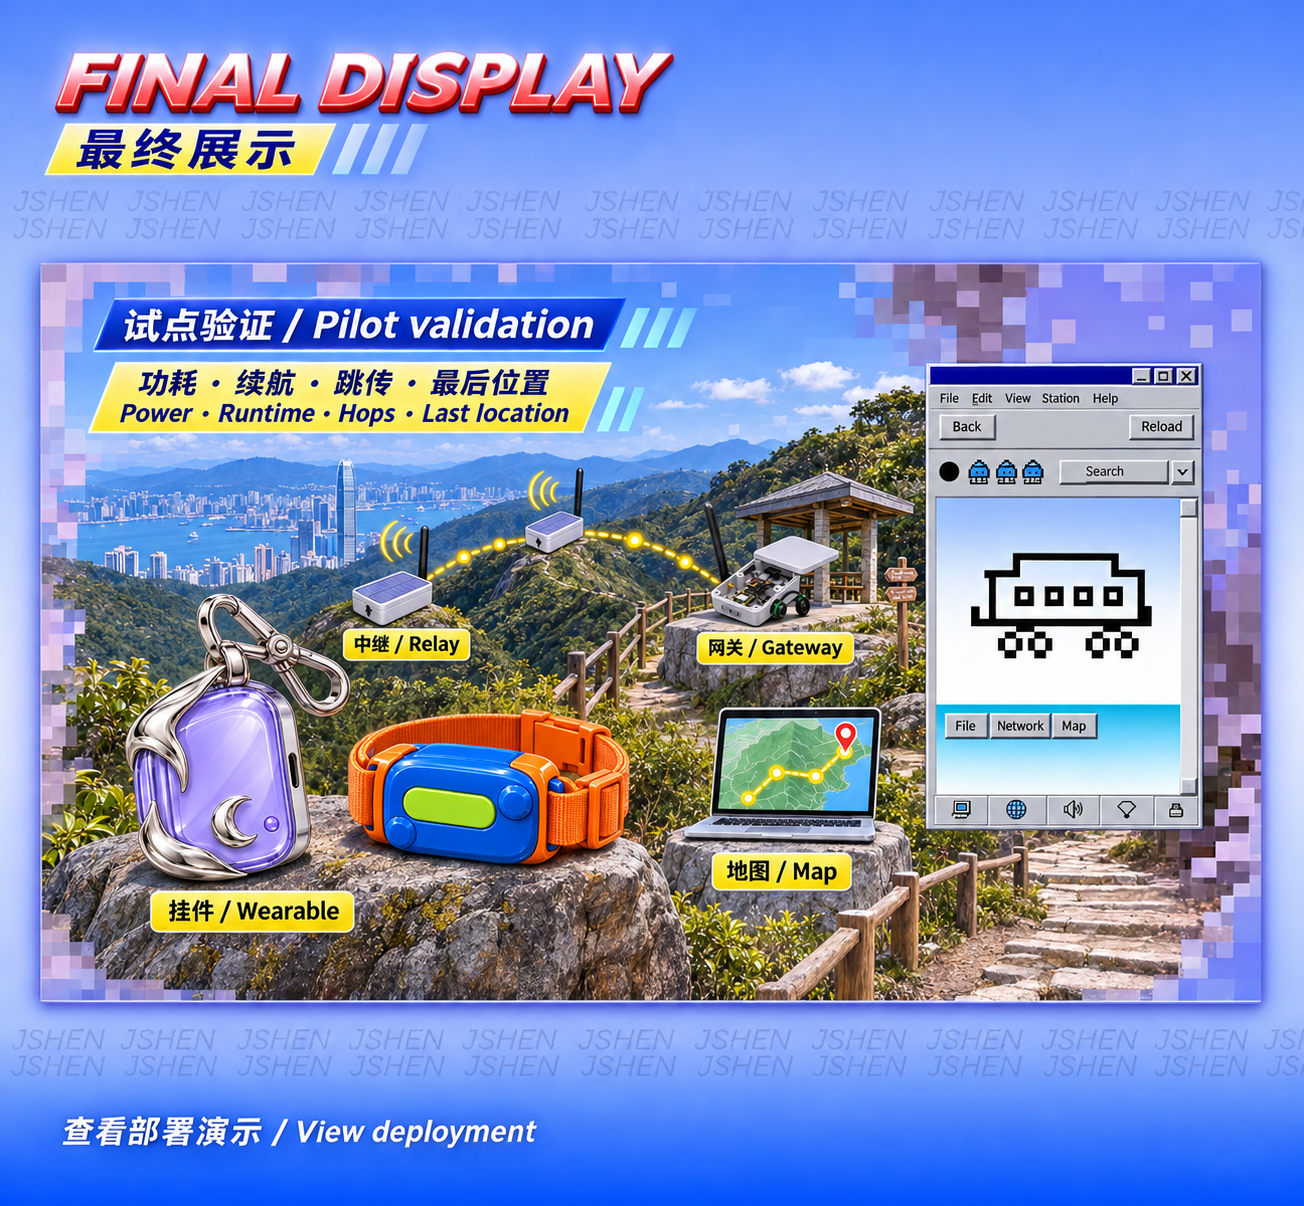 FINAL DISPLAY
最终展示
JSHEN JSHEN JSHEN JSHEN JSHEN JSHEN JSHEN JSHEN JSHEN JSHEN JSHEN JS
JSHEN JSHEN JSHEN JSHEN JSHEN JSHEN JSHEN JSHEN JSHEN JSHEN JSHEN JS
试点验证 / Pilot validation
功耗 · 续航 · 跳传 · 最后位置
Power · Runtime · Hops · Last location
File Edit View Station Help
Back Reload
Search
中继 / Relay
网关 / Gateway
File Network Map
地图 / Map
挂件 / Wearable
JSHEN JSHEN JSHEN JSHEN JSHEN JSHEN JSHEN JSHEN JSHEN JSHEN JSHEN JS
JSHEN JSHEN JSHEN JSHEN JSHEN JSHEN JSHEN JSHEN JSHEN JSHEN JSHEN JS
查看部署演示 / View deployment